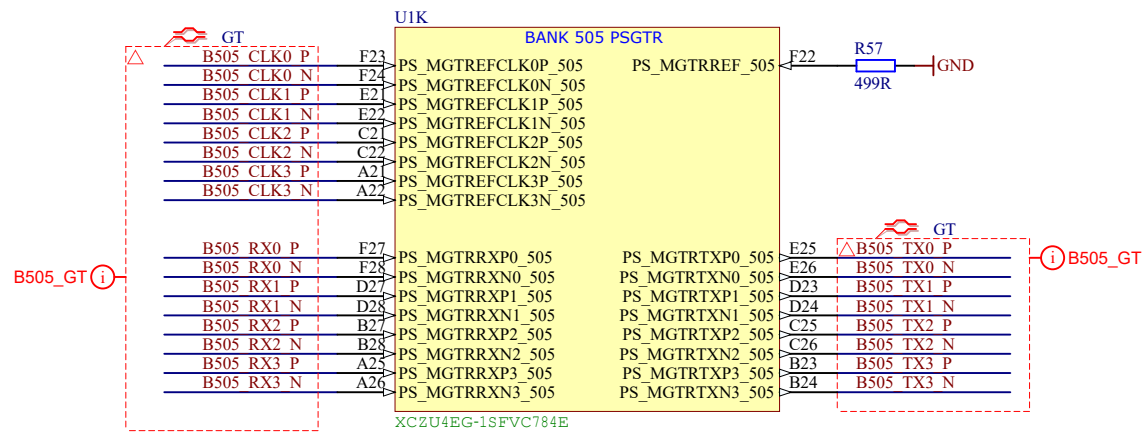 U1K
BANK 505 PSGTR
GT
B505_CLK0_P F23 PS_MGTREFCLK0P_505 PS_MGTRREF_505 F22 R57 499R GND
B505_CLK0_N F24 PS_MGTREFCLK0N_505
B505_CLK1_P E21 PS_MGTREFCLK1P_505
B505_CLK1_N E22 PS_MGTREFCLK1N_505
B505_CLK2_P C21 PS_MGTREFCLK2P_505
B505_CLK2_N C22 PS_MGTREFCLK2N_505
B505_CLK3_P A21 PS_MGTREFCLK3P_505
B505_CLK3_N A22 PS_MGTREFCLK3N_505
GT
B505_RX0_P F27 PS_MGTRRXP0_505 PS_MGTRTXP0_505 E25 B505_TX0_P
B505_GT i B505_RX0_N F28 PS_MGTRRXN0_505 PS_MGTRTXN0_505 E26 B505_TX0_N i B505_GT
B505_RX1_P D27 PS_MGTRRXP1_505 PS_MGTRTXP1_505 D23 B505_TX1_P
B505_RX1_N D28 PS_MGTRRXN1_505 PS_MGTRTXN1_505 D24 B505_TX1_N
B505_RX2_P B27 PS_MGTRRXP2_505 PS_MGTRTXP2_505 C25 B505_TX2_P
B505_RX2_N B28 PS_MGTRRXN2_505 PS_MGTRTXN2_505 C26 B505_TX2_N
B505_RX3_P A25 PS_MGTRRXP3_505 PS_MGTRTXP3_505 B23 B505_TX3_P
B505_RX3_N A26 PS_MGTRRXN3_505 PS_MGTRTXN3_505 B24 B505_TX3_N
XCZU4EG-1SFVC784E